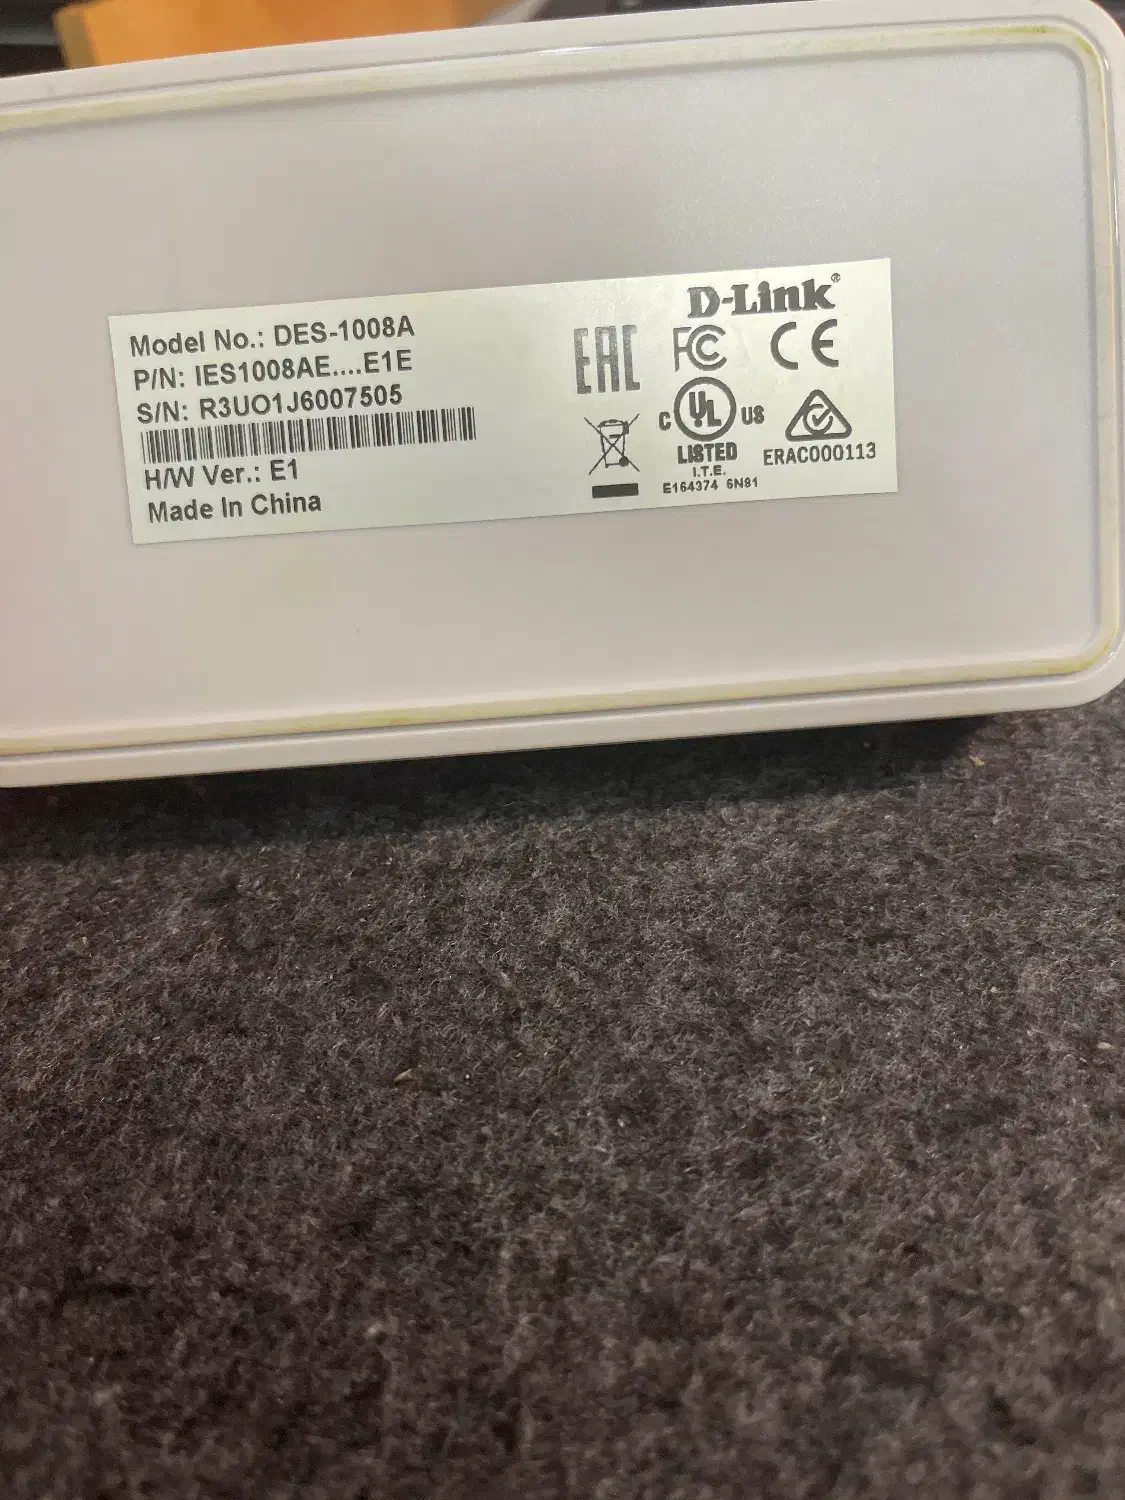 Model No.: DES-1008A
P/N: IES1008AE....E1E
S/N: R3UO1J6007505
H/W Ver.: E1
Made In China
D-Link®
EAC
FC
CE
C UL US
LISTED
I.T.E.
E164374 6N81
ERAC000113